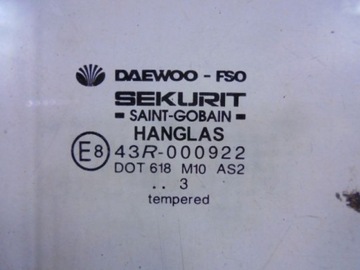 DAEWOO - FSO
SEKURIT
SAINT-GOBAIN
HANGLAS
E8 43R-000922
DOT 618 M10 AS2
.. 3
tempered